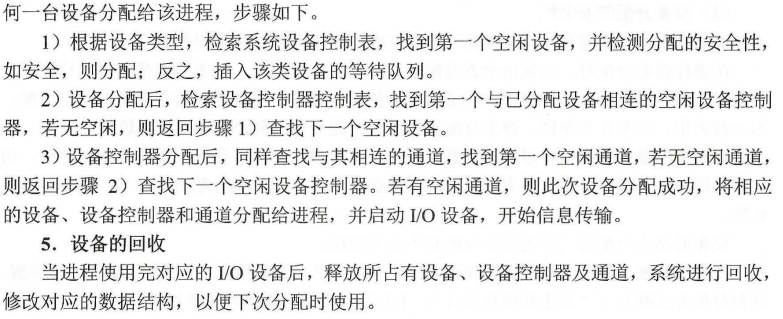 何一台设备分配给该进程，步骤如下。
1）根据设备类型，检索系统设备控制表，找到第一个空闲设备，并检测分配的安全性，
如安全，则分配；反之，插入该类设备的等待队列。
2）设备分配后，检索设备控制器控制表，找到第一个与已分配设备相连的空闲设备控制
器，若无空闲，则返回步骤 1）查找下一个空闲设备。
3）设备控制器分配后，同样查找与其相连的通道，找到第一个空闲通道，若无空闲通道，
则返回步骤 2）查找下一个空闲设备控制器。若有空闲通道，则此次设备分配成功，将相应
的设备、设备控制器和通道分配给进程，并启动 I/O 设备，开始信息传输。
5．设备的回收
当进程使用完对应的 I/O 设备后，释放所占有设备、设备控制器及通道，系统进行回收，
修改对应的数据结构，以便下次分配时使用。